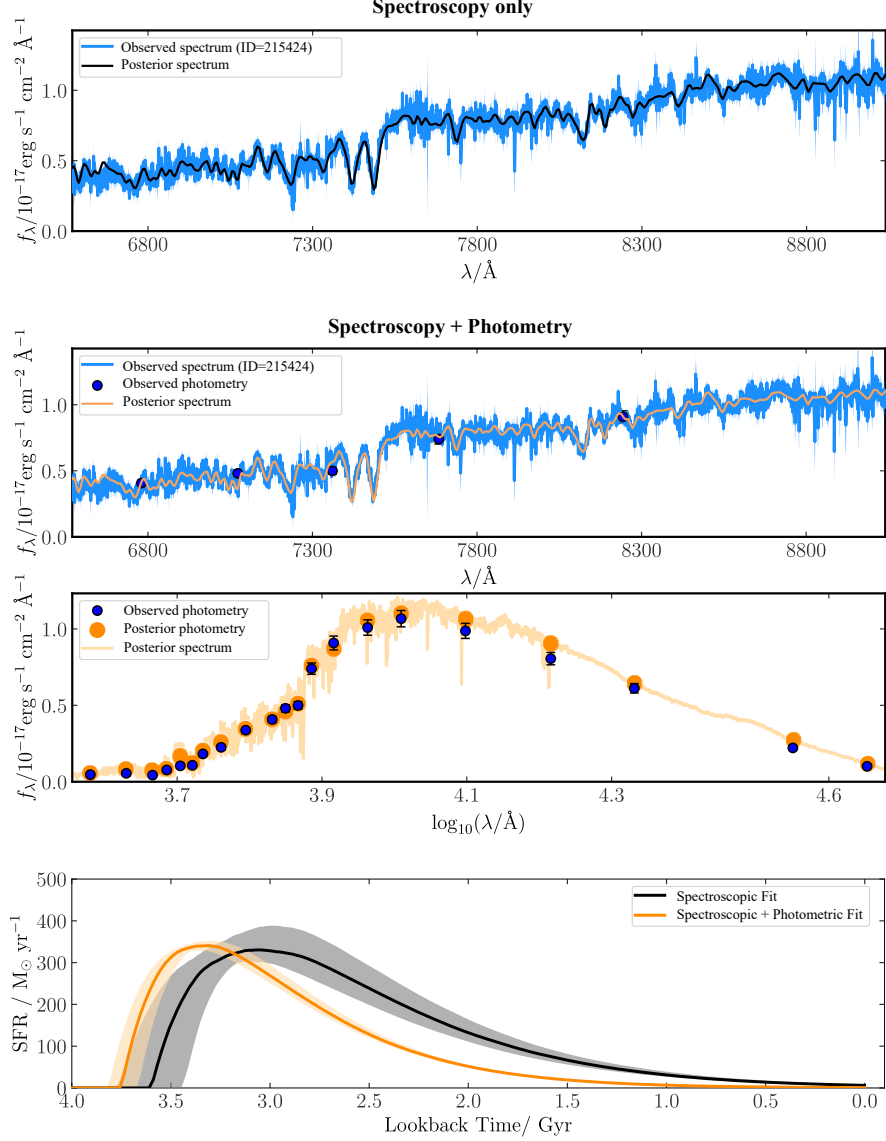 Spectroscopy only
Observed spectrum (ID=215424)
Posterior spectrum
f_λ/10⁻¹⁷erg s⁻¹ cm⁻² Å⁻¹
1.0
0.5
0.0
6800 7300 7800 8300 8800
λ/Å
Spectroscopy + Photometry
Observed spectrum (ID=215424)
Observed photometry
Posterior spectrum
f_λ/10⁻¹⁷erg s⁻¹ cm⁻² Å⁻¹
1.0
0.5
0.0
6800 7300 7800 8300 8800
λ/Å
Observed photometry
Posterior photometry
Posterior spectrum
f_λ/10⁻¹⁷erg s⁻¹ cm⁻² Å⁻¹
1.0
0.5
0.0
3.7 3.9 4.1 4.3 4.6
log₁₀(λ/Å)
Spectroscopic Fit
Spectroscopic + Photometric Fit
SFR / M⊙ yr⁻¹
500
400
300
200
100
0
4.0 3.5 3.0 2.5 2.0 1.5 1.0 0.5 0.0
Lookback Time/ Gyr